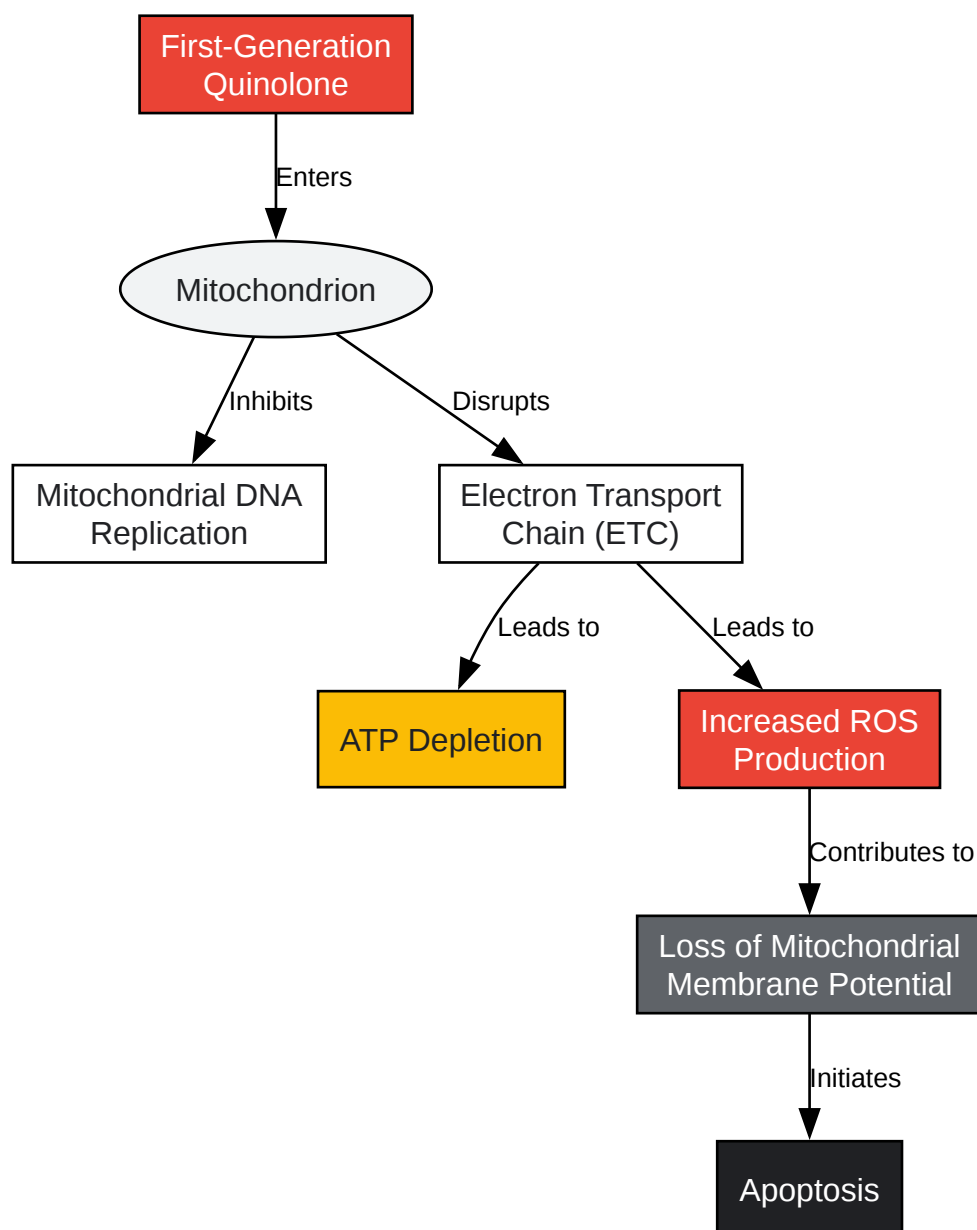 First-Generation
Quinolone
Enters
Mitochondrion
Inhibits
Disrupts
Mitochondrial DNA
Replication
Electron Transport
Chain (ETC)
Leads to
Leads to
ATP Depletion
Increased ROS
Production
Contributes to
Loss of Mitochondrial
Membrane Potential
Initiates
Apoptosis